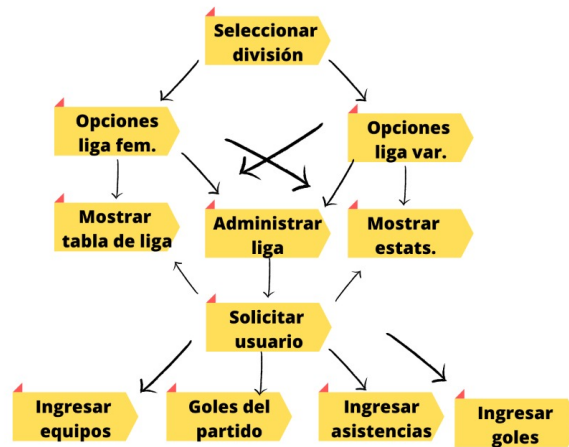 Seleccionar
división
Opciones
liga fem.
Opciones
liga var.
Mostrar
tabla de liga
Administrar
liga
Mostrar
estats.
Solicitar
usuario
Ingresar
equipos
Goles del
partido
Ingresar
asistencias
Ingresar
goles